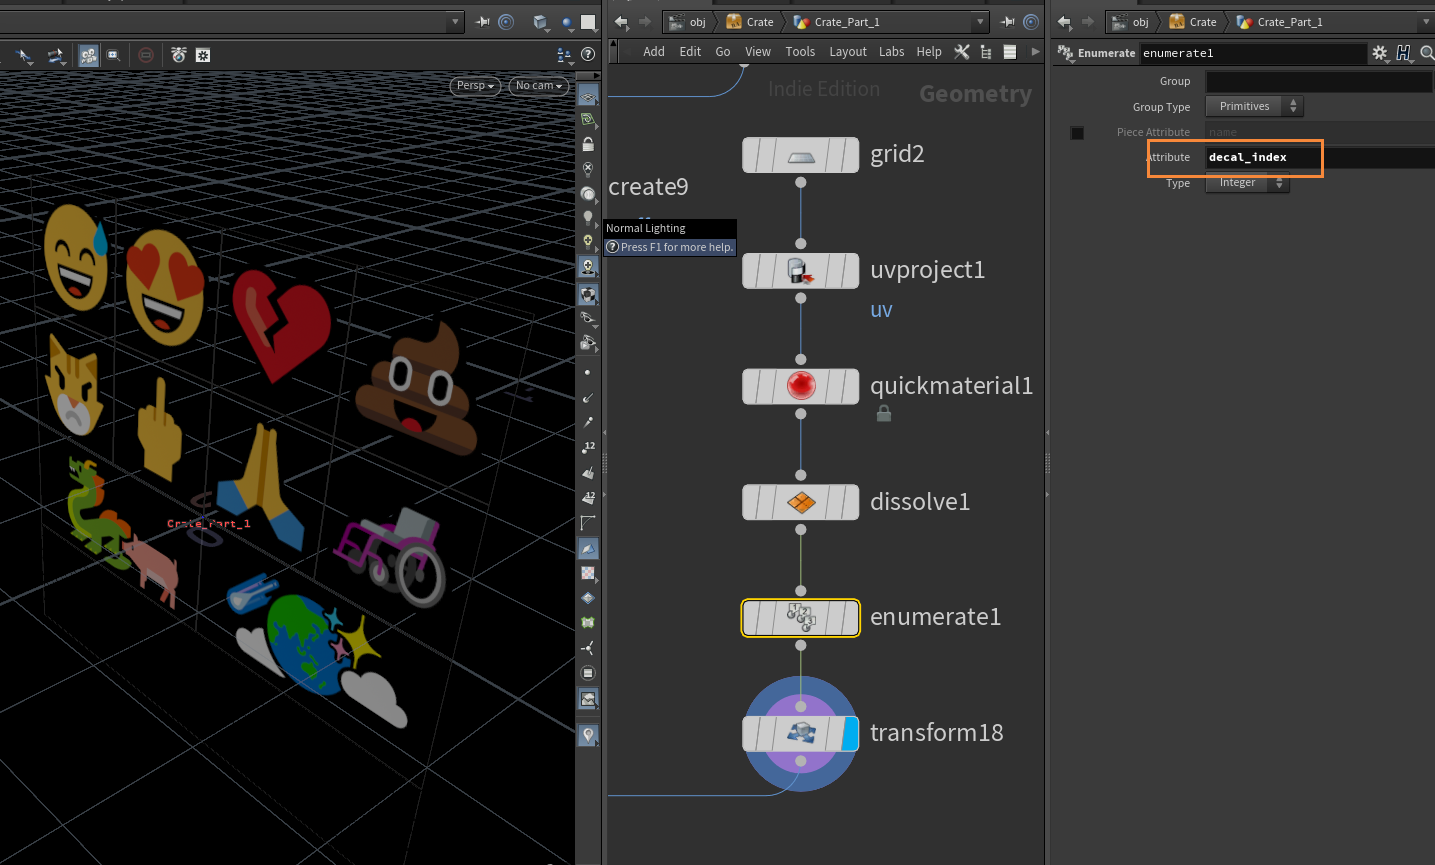 obj
Crate
Crate_Part_1
obj
Crate
Crate_Part_1
Add Edit Go View Tools Layout Labs Help
Enumerate
enumerate1
Persp
No cam
Indie Edition
Geometry
Group
Group Type
Primitives
Piece Attribute
name
Attribute
decal_index
Type
Integer
grid2
create9
Normal Lighting
Press F1 for more help.
uvproject1
uv
quickmaterial1
dissolve1
enumerate1
transform18
Crate_Part_1
12
12